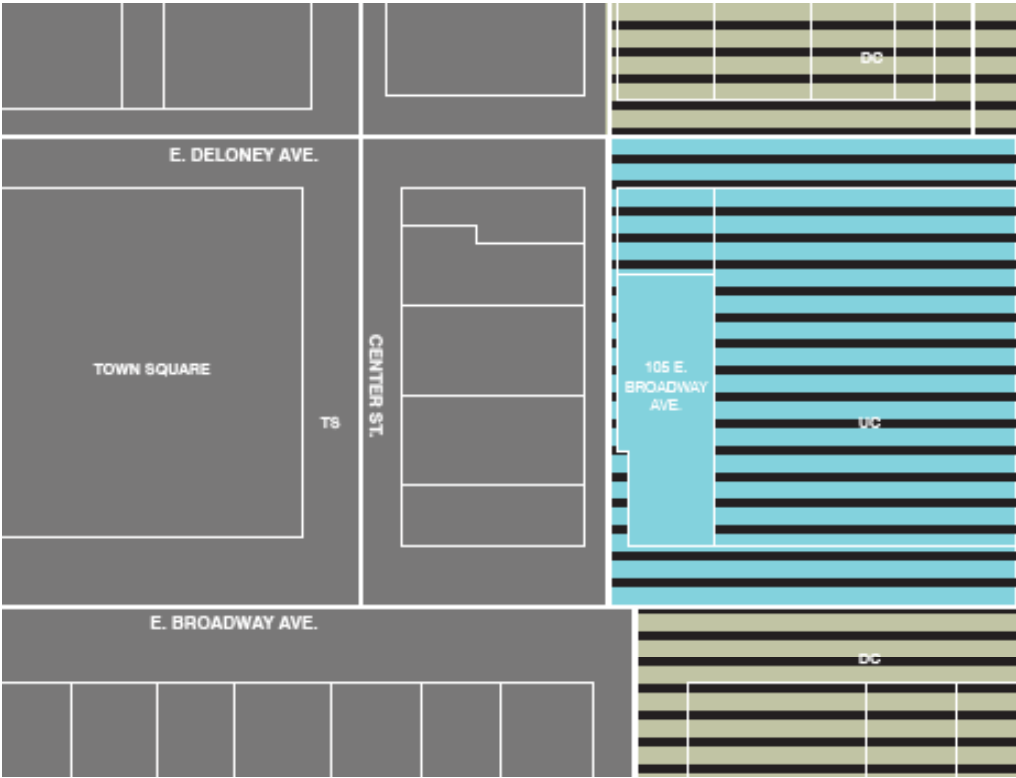 DC
E. DELONEY AVE.
TOWN SQUARE
TS
CENTER ST.
105 E.
BROADWAY
AVE.
UC
E. BROADWAY AVE.
DC